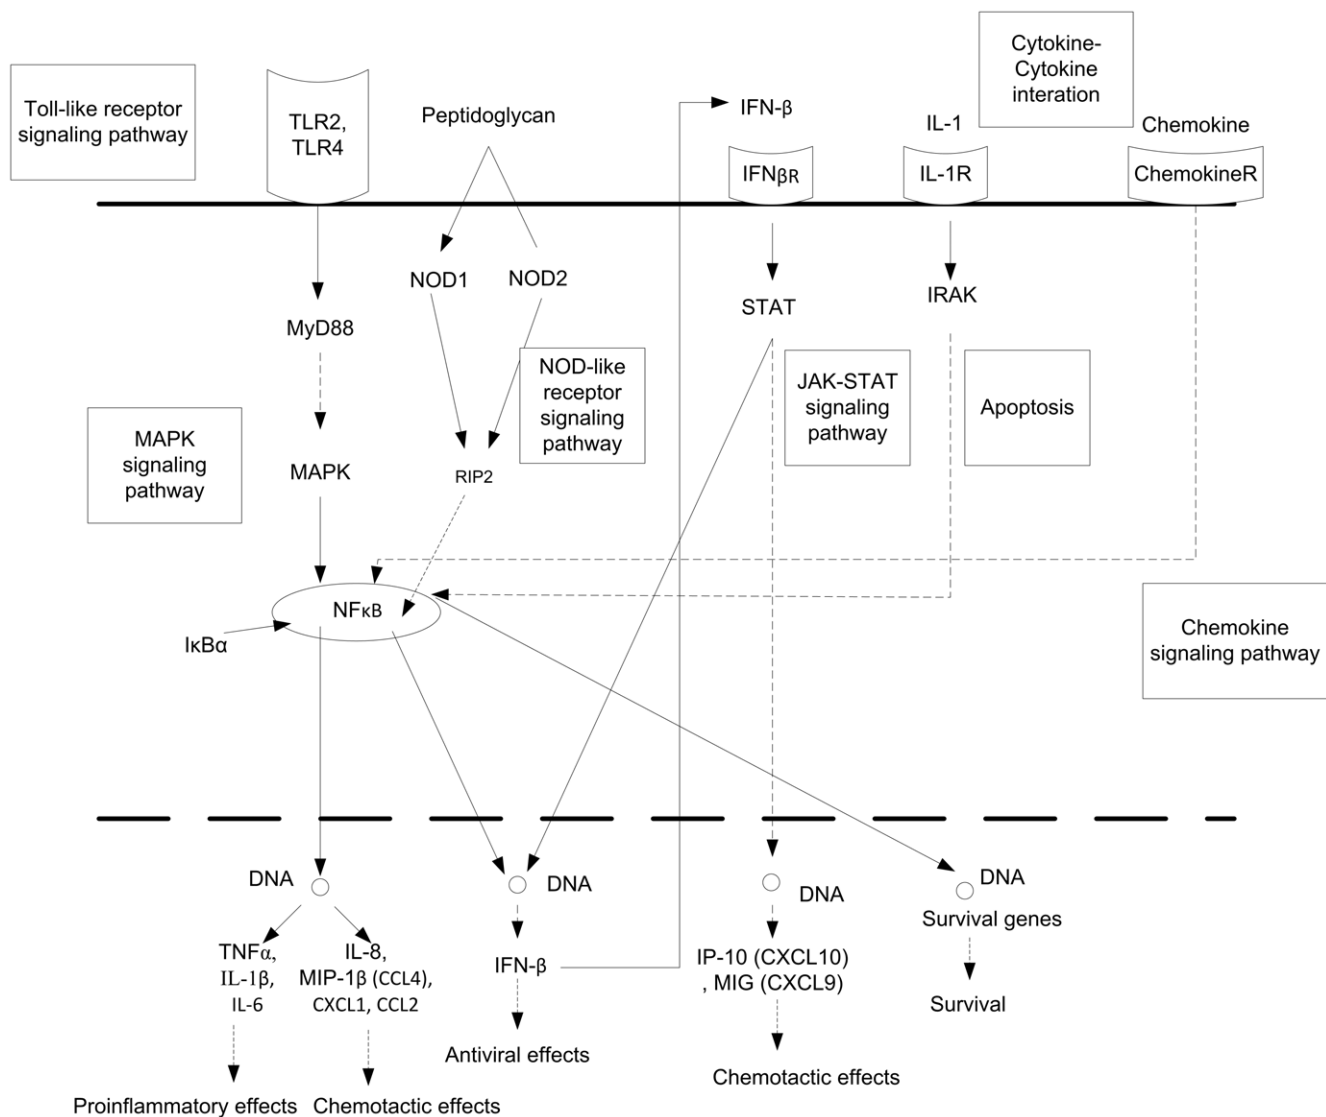 Cytokine-
Cytokine
interation
Toll-like receptor
signaling pathway
TLR2,
TLR4
Peptidoglycan
IFN-β
IL-1
Chemokine
IFNβR
IL-1R
ChemokineR
NOD1
NOD2
STAT
IRAK
MyD88
NOD-like
receptor
signaling
pathway
JAK-STAT
signaling
pathway
Apoptosis
MAPK
signaling
pathway
MAPK
RIP2
NFκB
IκBα
Chemokine
signaling pathway
DNA
DNA
DNA
DNA
Survival genes
TNFα,
IL-1β,
IL-6
IL-8,
MIP-1β (CCL4),
CXCL1, CCL2
IFN-β
IP-10 (CXCL10)
, MIG (CXCL9)
Survival
Antiviral effects
Chemotactic effects
Proinflammatory effects
Chemotactic effects